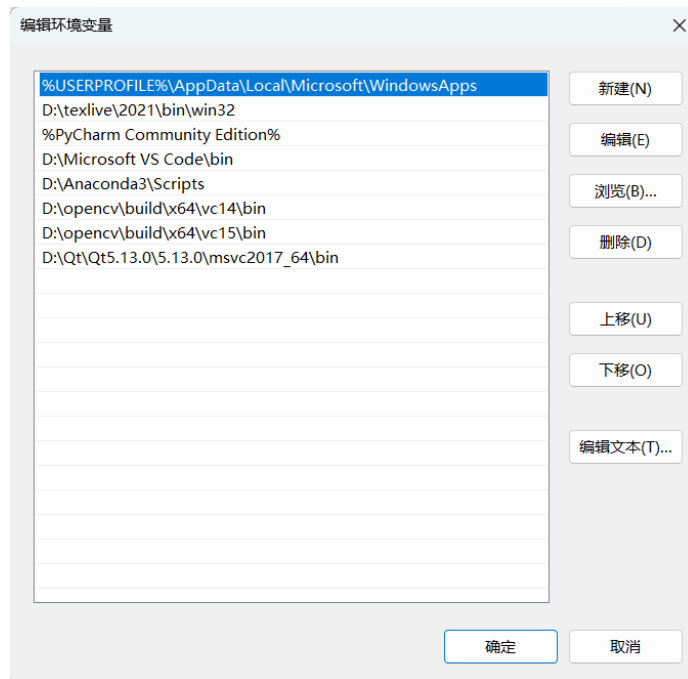 编辑环境变量
%USERPROFILE%\AppData\Local\Microsoft\WindowsApps
D:\texlive\2021\bin\win32
%PyCharm Community Edition%
D:\Microsoft VS Code\bin
D:\Anaconda3\Scripts
D:\opencv\build\x64\vc14\bin
D:\opencv\build\x64\vc15\bin
D:\Qt\Qt5.13.0\5.13.0\msvc2017_64\bin
新建(N)
编辑(E)
浏览(B)...
删除(D)
上移(U)
下移(O)
编辑文本(T)...
确定
取消